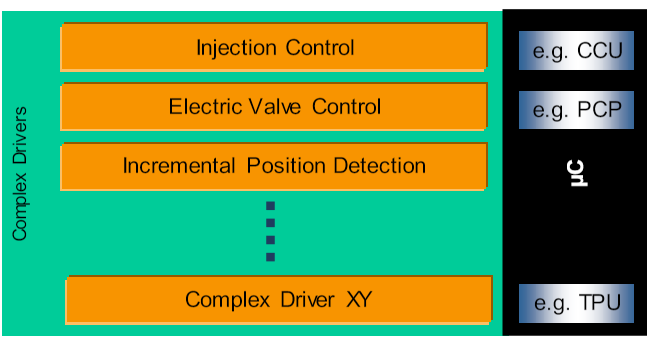 Complex Drivers
Injection Control
e.g. CCU
Electric Valve Control
e.g. PCP
Incremental Position Detection
µC
Complex Driver XY
e.g. TPU